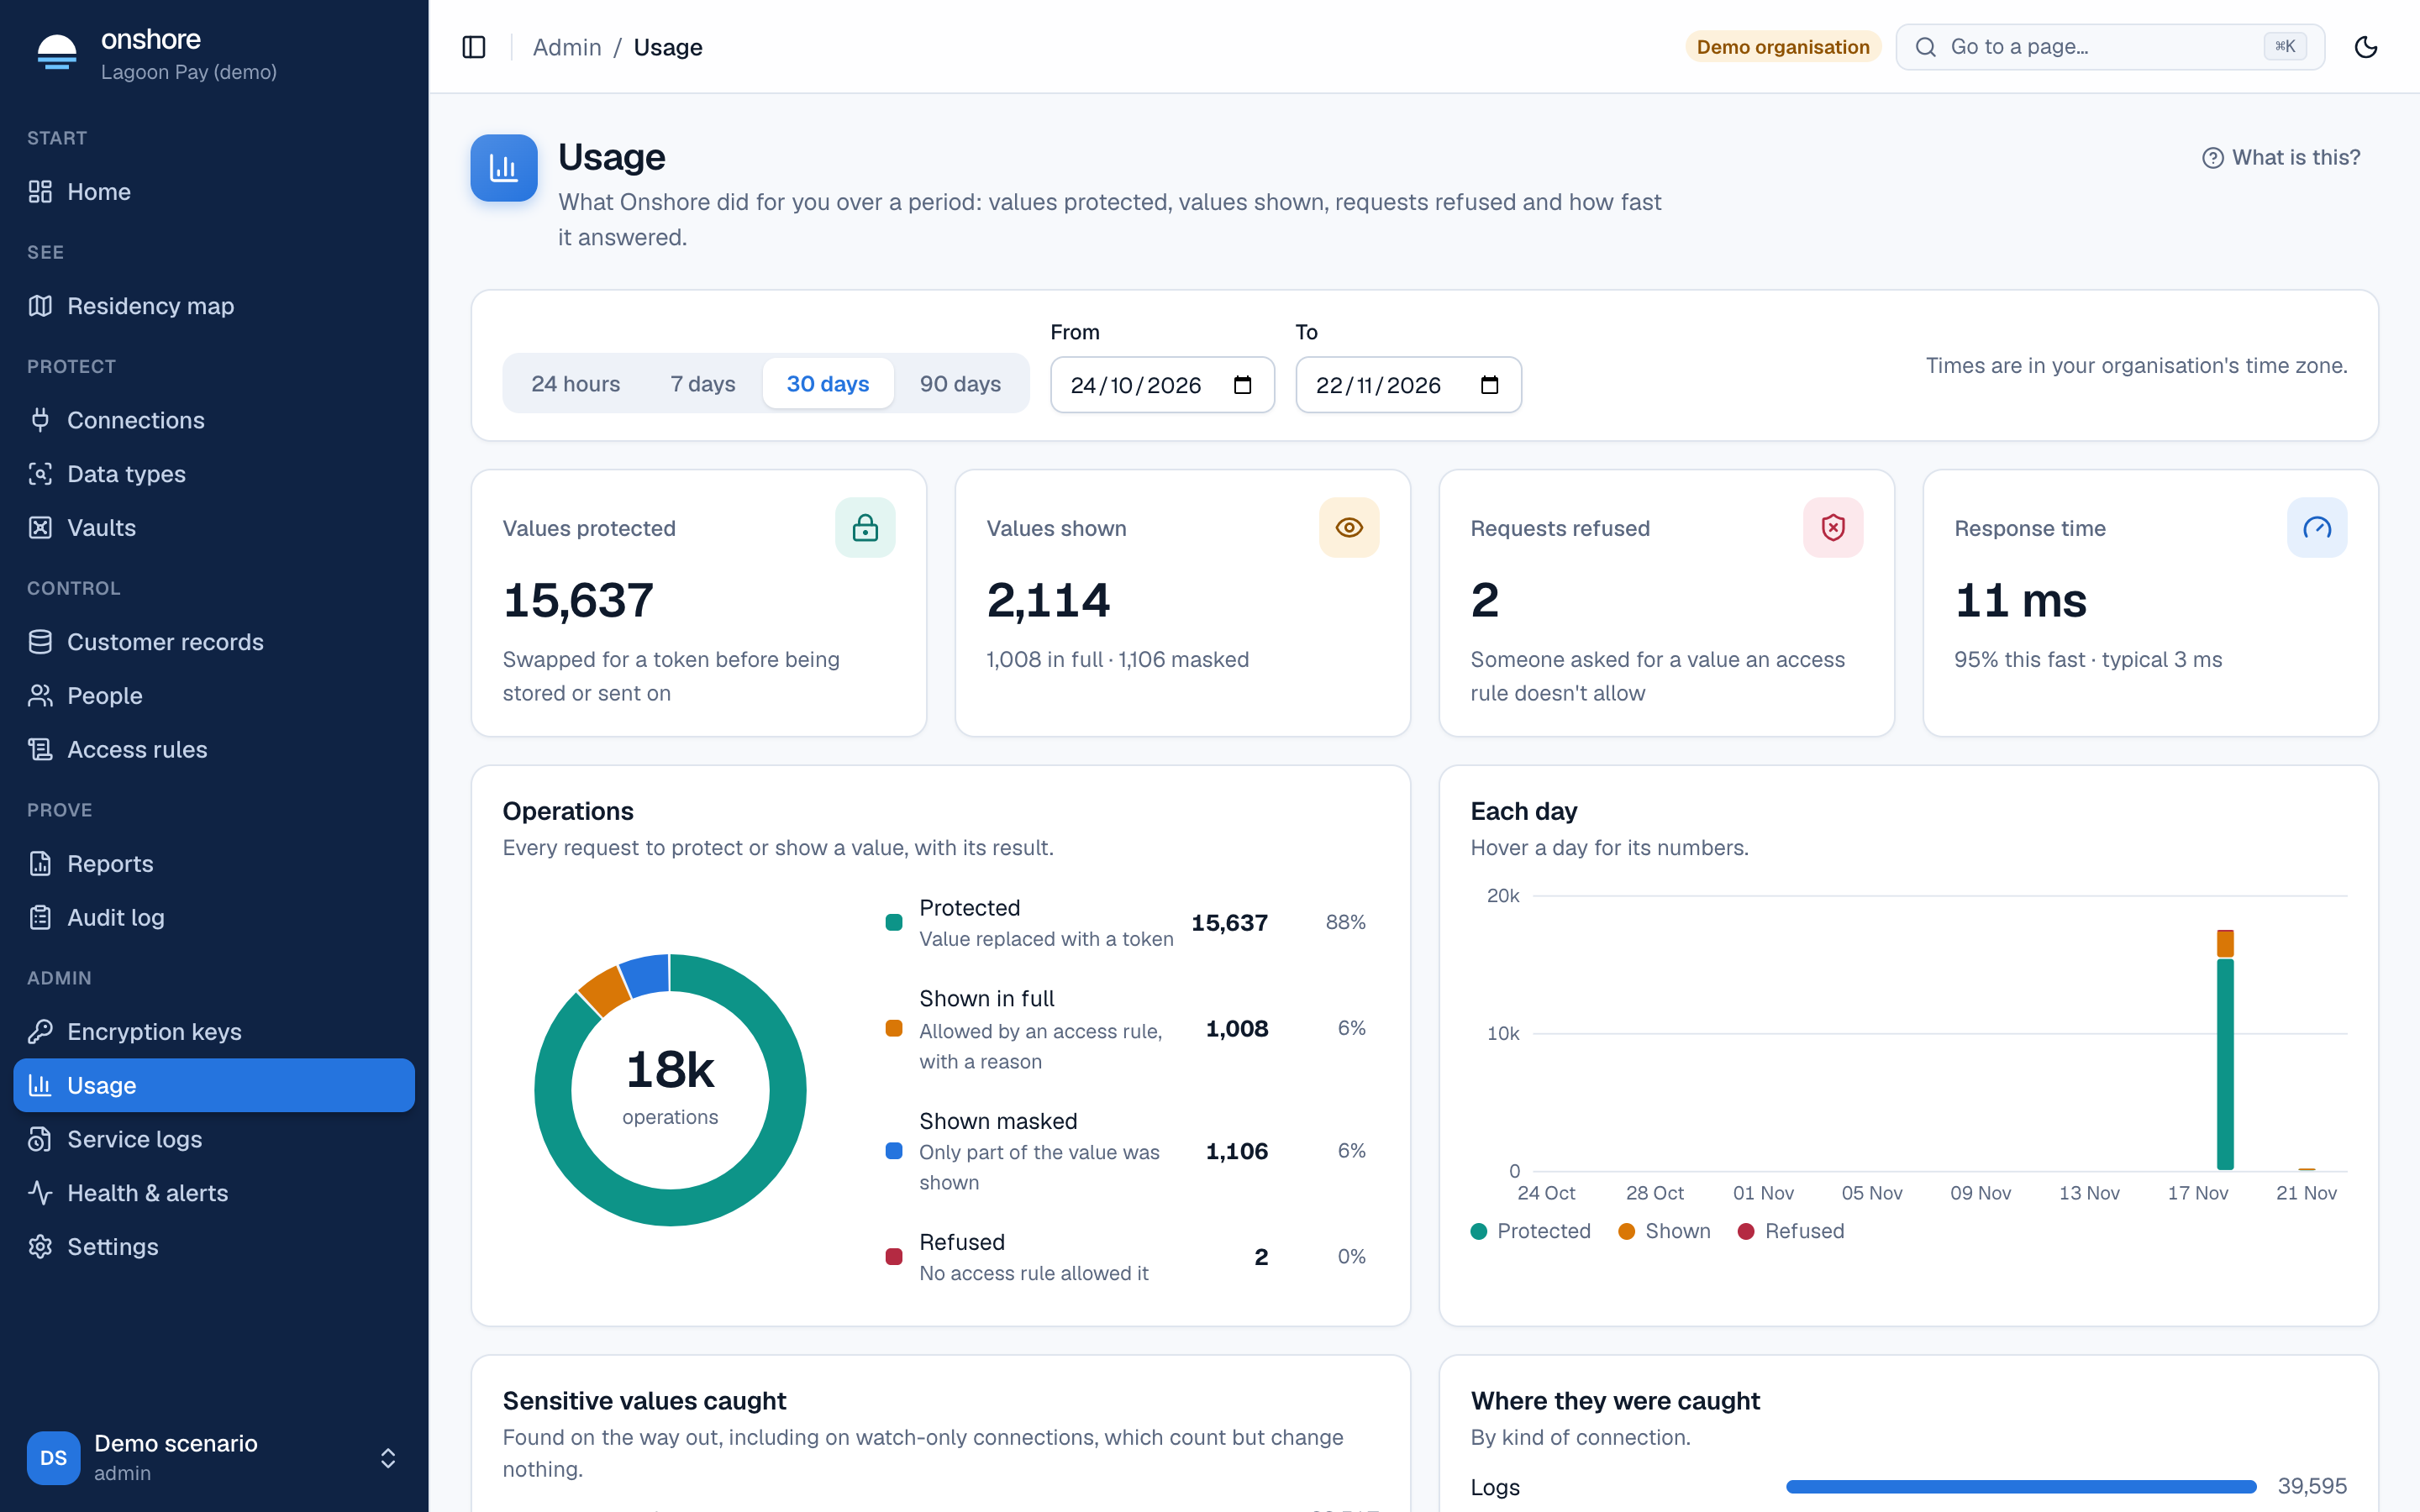 onshore
Lagoon Pay (demo)
START
Home
SEE
Residency map
PROTECT
Connections
Data types
Vaults
CONTROL
Customer records
People
Access rules
PROVE
Reports
Audit log
ADMIN
Encryption keys
Usage
Service logs
Health & alerts
Settings
DS
Demo scenario
admin
Admin / Usage
Demo organisation
Go to a page...
⌘K
Usage
What is this?
What Onshore did for you over a period: values protected, values shown, requests refused and how fast
it answered.
24 hours
7 days
30 days
90 days
From
24/10/2026
To
22/11/2026
Times are in your organisation's time zone.
Values protected
15,637
Swapped for a token before being
stored or sent on
Values shown
2,114
1,008 in full · 1,106 masked
Requests refused
2
Someone asked for a value an access
rule doesn't allow
Response time
11 ms
95% this fast · typical 3 ms
Operations
Every request to protect or show a value, with its result.
18k
operations
Protected
Value replaced with a token
15,637
88%
Shown in full
Allowed by an access rule,
with a reason
1,008
6%
Shown masked
Only part of the value was
shown
1,106
6%
Refused
No access rule allowed it
2
0%
Each day
Hover a day for its numbers.
20k
10k
0
24 Oct
28 Oct
01 Nov
05 Nov
09 Nov
13 Nov
17 Nov
21 Nov
Protected
Shown
Refused
Sensitive values caught
Found on the way out, including on watch-only connections, which count but change
nothing.
Where they were caught
By kind of connection.
Logs
39,595